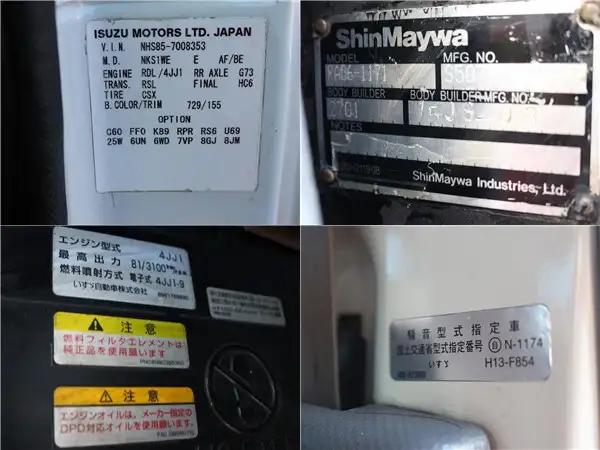 ISUZU MOTORS LTD. JAPAN
V.I.N. NHS85-7008353
M.D. NKS1WE E AF/BE
ENGINE RDL/4JJ1 RR AXLE G73
TRANS. RSL FINAL HC6
TIRE CSX
B.COLOR/TRIM 729/155
OPTION
G60 FF0 K89 RPR RS6 U69
25W 6UN 6WD 7VP 8GJ 8JM
ShinMaywa
MODEL MFG. NO.
BODY BUILDER BODY BUILDER MFG. NO.
2701
NOTES
ShinMaywa Industries, Ltd.
エンジン型式 4JJ1
最高出力 81/3100
燃料噴射方式 電子式 4JJ1-9
いすゞ自動車株式会社
注意
燃料フィルタエレメントは
純正品を使用願います。
注意
エンジンオイルは、メーカー指定の
DPD対応オイルを使用願います。
騒音型式指定車
国土交通省型式指定番号 自 N-1174
いすゞ H13-F854